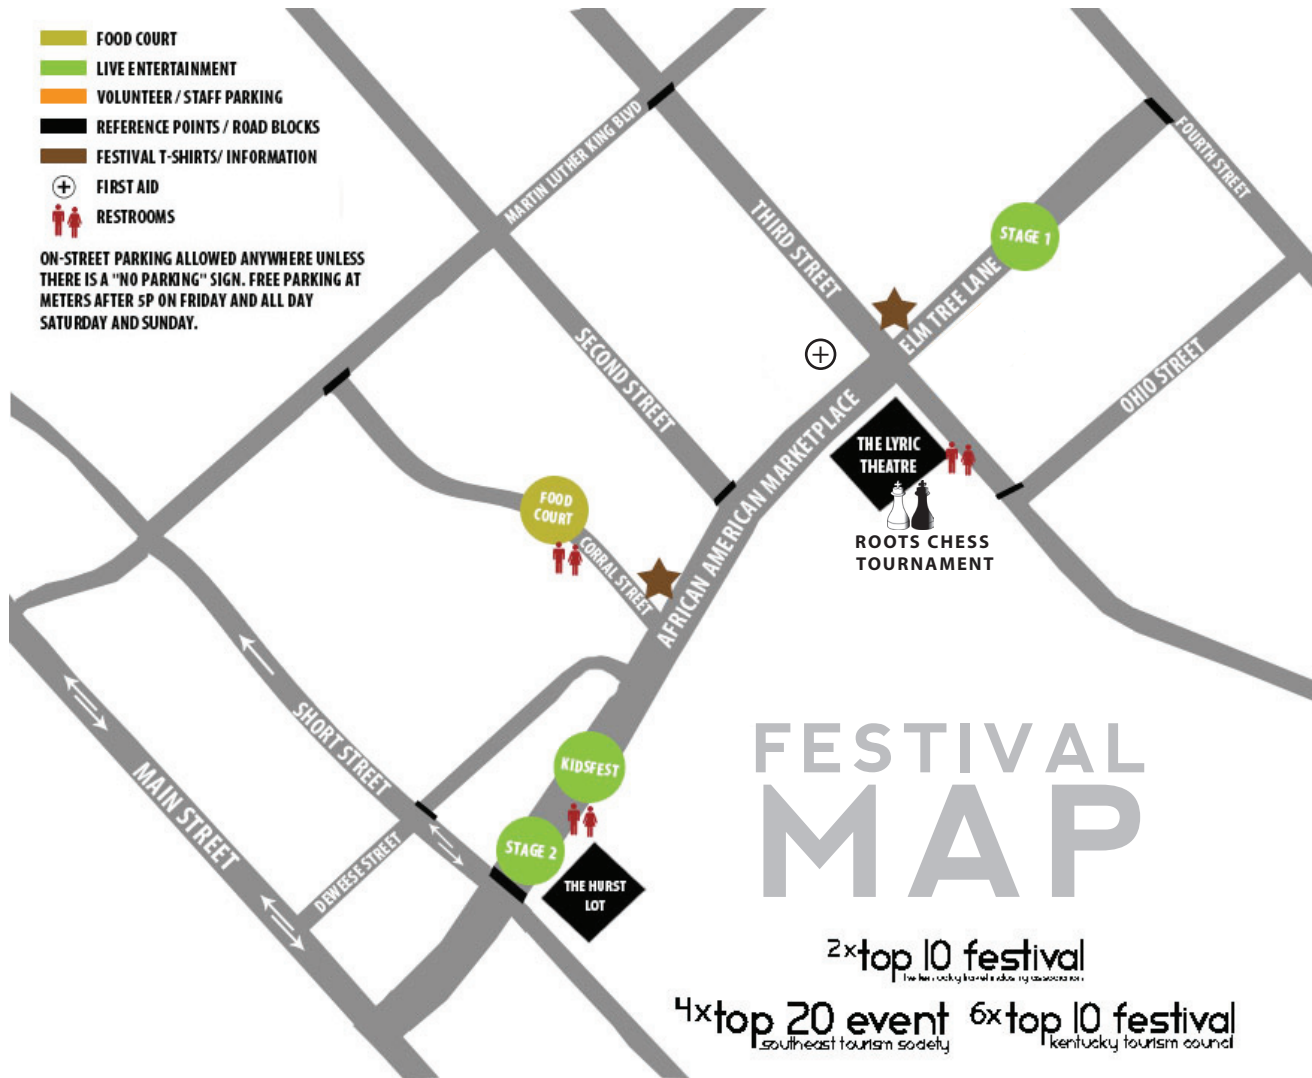 FOOD COURT
LIVE ENTERTAINMENT
VOLUNTEER / STAFF PARKING
REFERENCE POINTS / ROAD BLOCKS
FESTIVAL T-SHIRTS/ INFORMATION
FIRST AID
RESTROOMS
ON-STREET PARKING ALLOWED ANYWHERE UNLESS
THERE IS A "NO PARKING" SIGN. FREE PARKING AT
METERS AFTER 5P ON FRIDAY AND ALL DAY
SATURDAY AND SUNDAY.
MARTIN LUTHER KING BLVD
FOURTH STREET
THIRD STREET
STAGE 1
ELM TREE LANE
SECOND STREET
OHIO STREET
AFRICAN AMERICAN MARKETPLACE
THE LYRIC
THEATRE
ROOTS CHESS
TOURNAMENT
FOOD
COURT
CORRAL STREET
SHORT STREET
MAIN STREET
DEWEESE STREET
KIDSFEST
STAGE 2
THE HURST
LOT
FESTIVAL
MAP
2x top 10 festival
the kentucky travel industry association
4x top 20 event
southeast tourism society
6x top 10 festival
kentucky tourism council